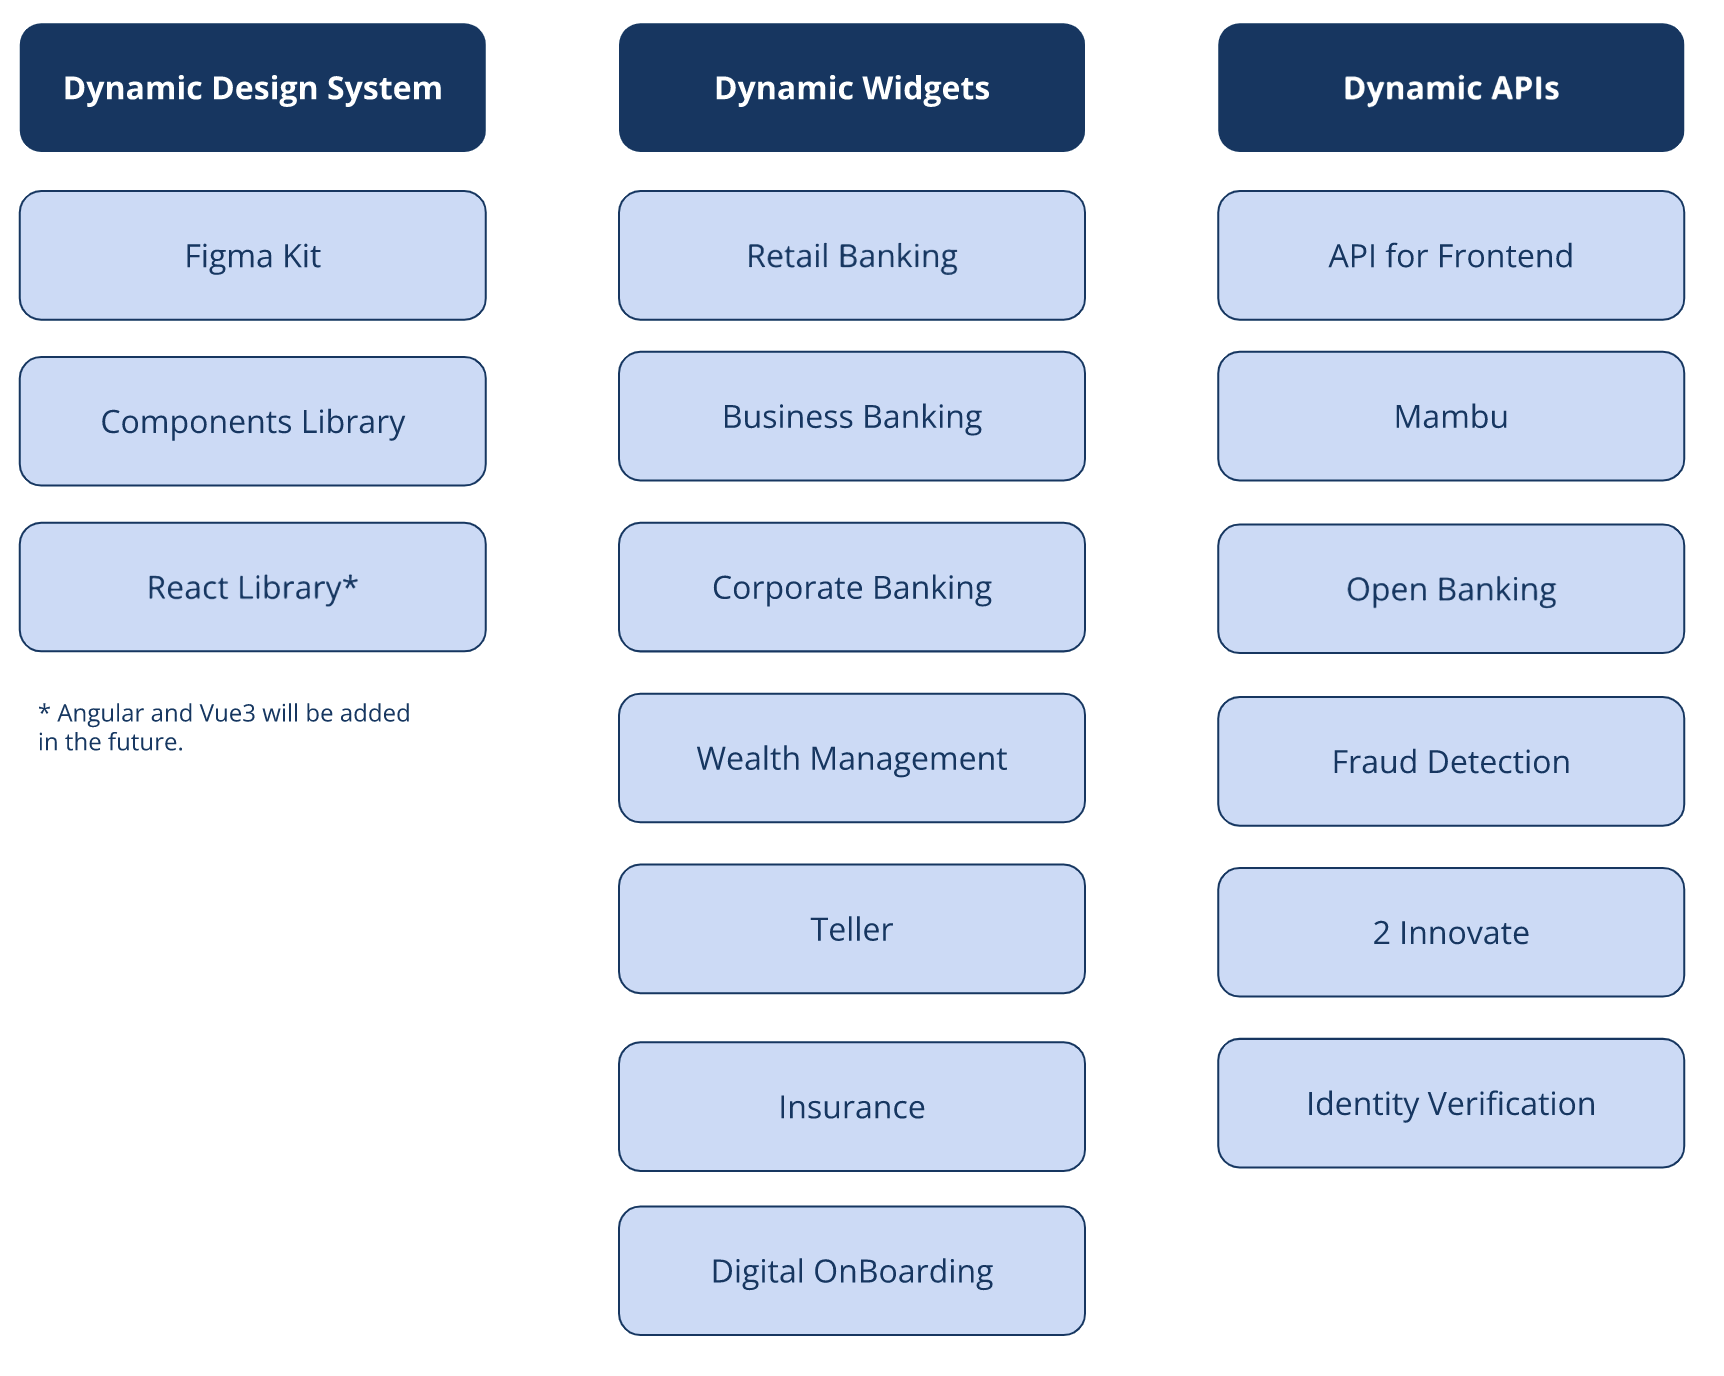 Dynamic Design System
Figma Kit
Components Library
React Library*
* Angular and Vue3 will be added
in the future.
Dynamic Widgets
Retail Banking
Business Banking
Corporate Banking
Wealth Management
Teller
Insurance
Digital OnBoarding
Dynamic APIs
API for Frontend
Mambu
Open Banking
Fraud Detection
2 Innovate
Identity Verification